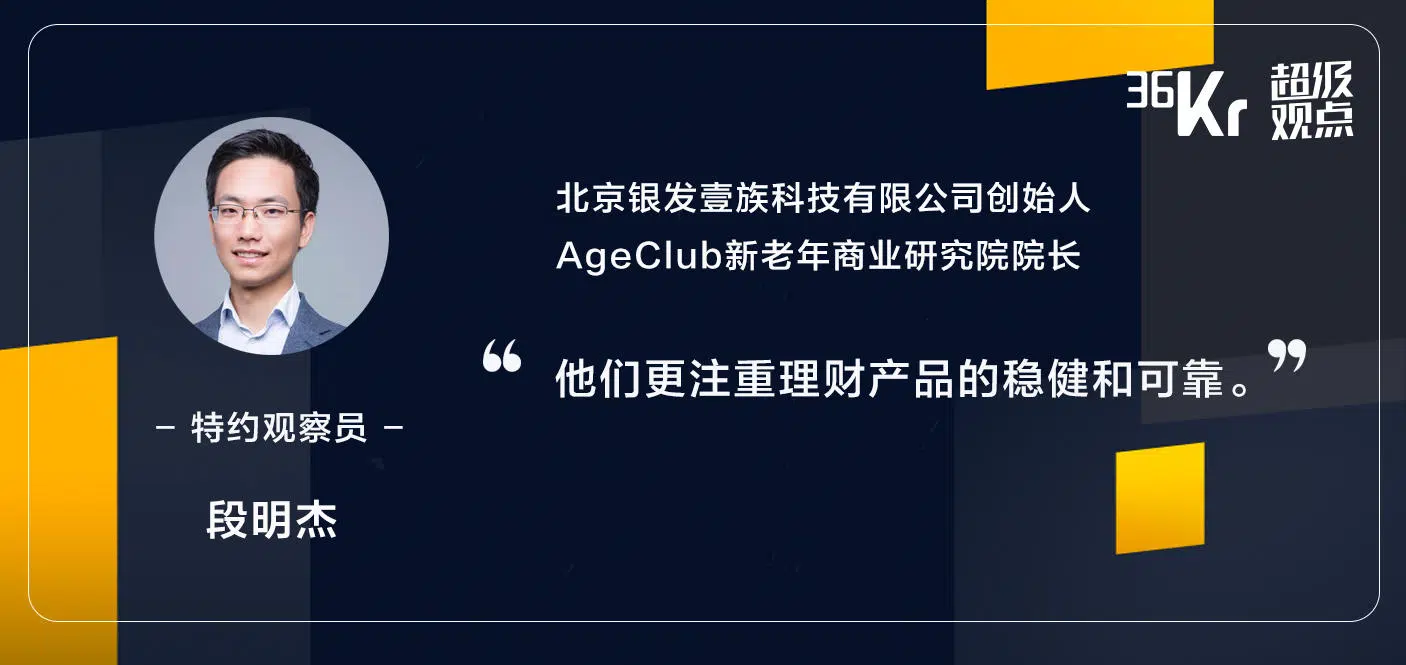 36Kr 超级观点
北京银发壹族科技有限公司创始人
AgeClub新老年商业研究院院长
“他们更注重理财产品的稳健和可靠。”
– 特约观察员 –
段明杰